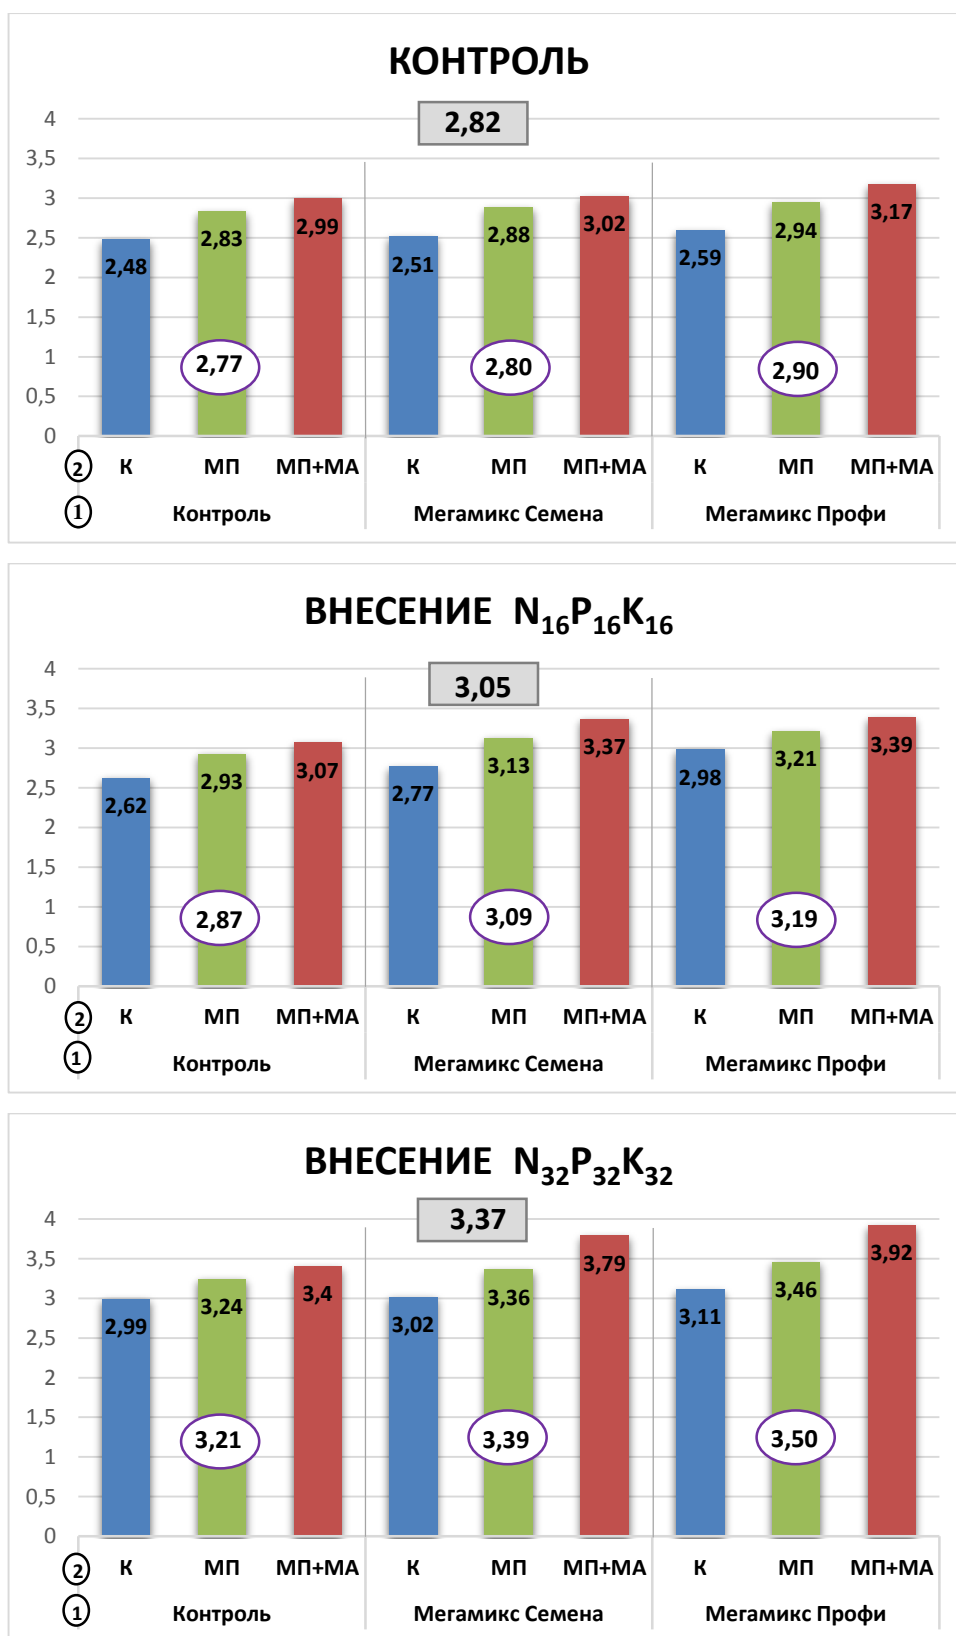 КОНТРОЛЬ
2,82
4
3,5
3
2,5
2
1,5
1
0,5
0
2,48 2,83 2,99 2,51 2,88 3,02 2,59 2,94 3,17
2,77 2,80 2,90
2 К МП МП+МА К МП МП+МА К МП МП+МА
1 Контроль Мегамикс Семена Мегамикс Профи
ВНЕСЕНИЕ N16P16K16
3,05
4
3,5
3
2,5
2
1,5
1
0,5
0
2,62 2,93 3,07 2,77 3,13 3,37 2,98 3,21 3,39
2,87 3,09 3,19
2 К МП МП+МА К МП МП+МА К МП МП+МА
1 Контроль Мегамикс Семена Мегамикс Профи
ВНЕСЕНИЕ N32P32K32
3,37
4
3,5
3
2,5
2
1,5
1
0,5
0
2,99 3,24 3,4 3,02 3,36 3,79 3,11 3,46 3,92
3,21 3,39 3,50
2 К МП МП+МА К МП МП+МА К МП МП+МА
1 Контроль Мегамикс Семена Мегамикс Профи